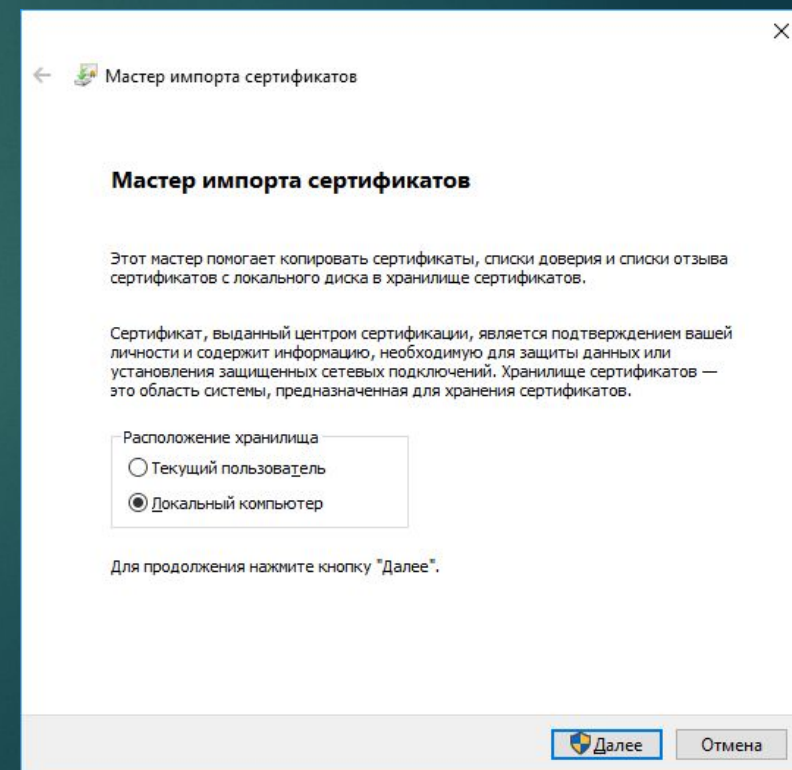 Мастер импорта сертификатов
Мастер импорта сертификатов
Этот мастер помогает копировать сертификаты, списки доверия и списки отзыва
сертификатов с локального диска в хранилище сертификатов.
Сертификат, выданный центром сертификации, является подтверждением вашей
личности и содержит информацию, необходимую для защиты данных или
установления защищенных сетевых подключений. Хранилище сертификатов —
это область системы, предназначенная для хранения сертификатов.
Расположение хранилища
Текущий пользователь
Локальный компьютер
Для продолжения нажмите кнопку "Далее".
Далее Отмена